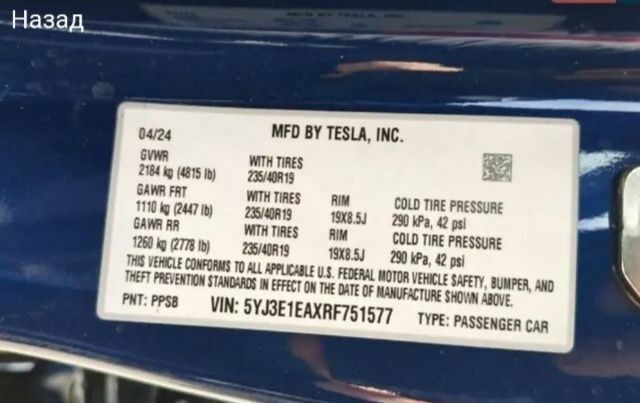 Назад
MFD BY TESLA, INC.
04/24
MFD BY TESLA, INC.
GVWR WITH TIRES
2184 kg (4815 lb) 235/40R19
GAWR FRT WITH TIRES RIM COLD TIRE PRESSURE
1110 kg (2447 lb) 235/40R19 19X8.5J 290 kPa, 42 psi
GAWR RR WITH TIRES RIM COLD TIRE PRESSURE
1260 kg (2778 lb) 235/40R19 19X8.5J 290 kPa, 42 psi
THIS VEHICLE CONFORMS TO ALL APPLICABLE U.S. FEDERAL MOTOR VEHICLE SAFETY, BUMPER, AND
THEFT PREVENTION STANDARDS IN EFFECT ON THE DATE OF MANUFACTURE SHOWN ABOVE.
PNT: PPSB VIN: 5YJ3E1EAXRF751577 TYPE: PASSENGER CAR